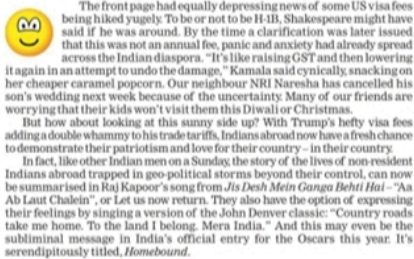 The front page had equally depressing news of some US visa fees
being hiked yugely. To be or not to be H-1B, Shakespeare might have
said if he was around. By the time a clarification was later issued
that this was not an annual fee, panic and anxiety had already spread
across the Indian diaspora. “It’s like raising GST and then lowering
it again in an attempt to undo the damage,” Kamala said cynically, snacking on
her cheaper caramel popcorn. Our neighbour NRI Naresha has cancelled his
son’s wedding next week because of the uncertainty. Many of our friends are
worrying that their kids won’t visit them this Diwali or Christmas.
But how about looking at this sunny side up? With Trump’s hefty visa fees
adding a double whammy to his trade tariffs, Indians abroad now have a fresh chance
to demonstrate their patriotism and love for their country – in their country.
In fact, like other Indian men on a Sunday, the story of the lives of non-resident
Indians abroad trapped in geo-political storms beyond their control, can now
be summarised in Raj Kapoor’s song from Jis Desh Mein Ganga Behti Hai – “Aa
Ab Laut Chalein”, or Let us now return. They also have the option of expressing
their feelings by singing a version of the John Denver classic: “Country roads
take me home. To the land I belong. Mera India.” And this may even be the
subliminal message in India’s official entry for the Oscars this year. It’s
serendipitously titled, Homebound.